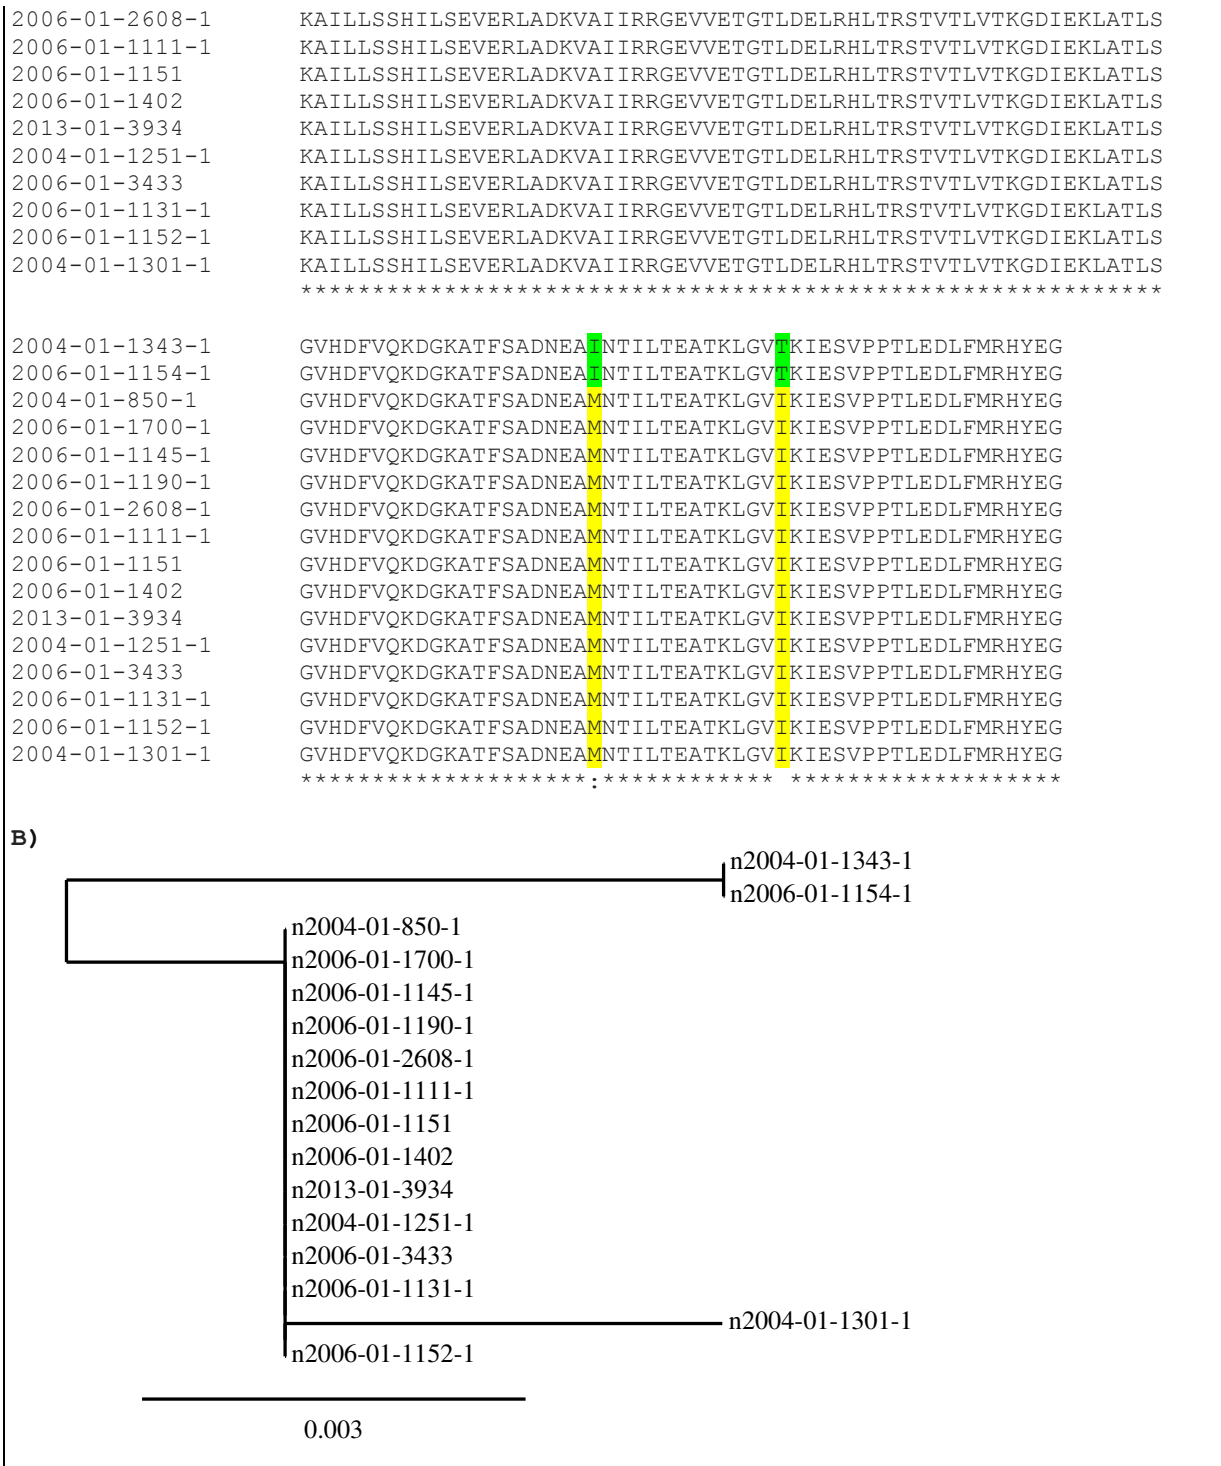 2006-01-2608-1 KAILLSSHILSEVERLADKVAIIRRGEVVETGTLDELRHLTRSTVTLVTKGDIEKLATLS
2006-01-1111-1 KAILLSSHILSEVERLADKVAIIRRGEVVETGTLDELRHLTRSTVTLVTKGDIEKLATLS
2006-01-1151 KAILLSSHILSEVERLADKVAIIRRGEVVETGTLDELRHLTRSTVTLVTKGDIEKLATLS
2006-01-1402 KAILLSSHILSEVERLADKVAIIRRGEVVETGTLDELRHLTRSTVTLVTKGDIEKLATLS
2013-01-3934 KAILLSSHILSEVERLADKVAIIRRGEVVETGTLDELRHLTRSTVTLVTKGDIEKLATLS
2004-01-1251-1 KAILLSSHILSEVERLADKVAIIRRGEVVETGTLDELRHLTRSTVTLVTKGDIEKLATLS
2006-01-3433 KAILLSSHILSEVERLADKVAIIRRGEVVETGTLDELRHLTRSTVTLVTKGDIEKLATLS
2006-01-1131-1 KAILLSSHILSEVERLADKVAIIRRGEVVETGTLDELRHLTRSTVTLVTKGDIEKLATLS
2006-01-1152-1 KAILLSSHILSEVERLADKVAIIRRGEVVETGTLDELRHLTRSTVTLVTKGDIEKLATLS
2004-01-1301-1 KAILLSSHILSEVERLADKVAIIRRGEVVETGTLDELRHLTRSTVTLVTKGDIEKLATLS
************************************************************
2004-01-1343-1 GVHDFVQKDGKATFSADNEAINTILTEATKLGVTKIESVPPTLEDLFMRHYEG
2006-01-1154-1 GVHDFVQKDGKATFSADNEAINTILTEATKLGVTKIESVPPTLEDLFMRHYEG
2004-01-850-1 GVHDFVQKDGKATFSADNEAMNTILTEATKLGVIKIESVPPTLEDLFMRHYEG
2006-01-1700-1 GVHDFVQKDGKATFSADNEAMNTILTEATKLGVIKIESVPPTLEDLFMRHYEG
2006-01-1145-1 GVHDFVQKDGKATFSADNEAMNTILTEATKLGVIKIESVPPTLEDLFMRHYEG
2006-01-1190-1 GVHDFVQKDGKATFSADNEAMNTILTEATKLGVIKIESVPPTLEDLFMRHYEG
2006-01-2608-1 GVHDFVQKDGKATFSADNEAMNTILTEATKLGVIKIESVPPTLEDLFMRHYEG
2006-01-1111-1 GVHDFVQKDGKATFSADNEAMNTILTEATKLGVIKIESVPPTLEDLFMRHYEG
2006-01-1151 GVHDFVQKDGKATFSADNEAMNTILTEATKLGVIKIESVPPTLEDLFMRHYEG
2006-01-1402 GVHDFVQKDGKATFSADNEAMNTILTEATKLGVIKIESVPPTLEDLFMRHYEG
2013-01-3934 GVHDFVQKDGKATFSADNEAMNTILTEATKLGVIKIESVPPTLEDLFMRHYEG
2004-01-1251-1 GVHDFVQKDGKATFSADNEAMNTILTEATKLGVIKIESVPPTLEDLFMRHYEG
2006-01-3433 GVHDFVQKDGKATFSADNEAMNTILTEATKLGVIKIESVPPTLEDLFMRHYEG
2006-01-1131-1 GVHDFVQKDGKATFSADNEAMNTILTEATKLGVIKIESVPPTLEDLFMRHYEG
2006-01-1152-1 GVHDFVQKDGKATFSADNEAMNTILTEATKLGVIKIESVPPTLEDLFMRHYEG
2004-01-1301-1 GVHDFVQKDGKATFSADNEAMNTILTEATKLGVIKIESVPPTLEDLFMRHYEG
********************:************ *******************
B)
n2004-01-1343-1
n2006-01-1154-1
n2004-01-850-1
n2006-01-1700-1
n2006-01-1145-1
n2006-01-1190-1
n2006-01-2608-1
n2006-01-1111-1
n2006-01-1151
n2006-01-1402
n2013-01-3934
n2004-01-1251-1
n2006-01-3433
n2006-01-1131-1
n2004-01-1301-1
n2006-01-1152-1
0.003